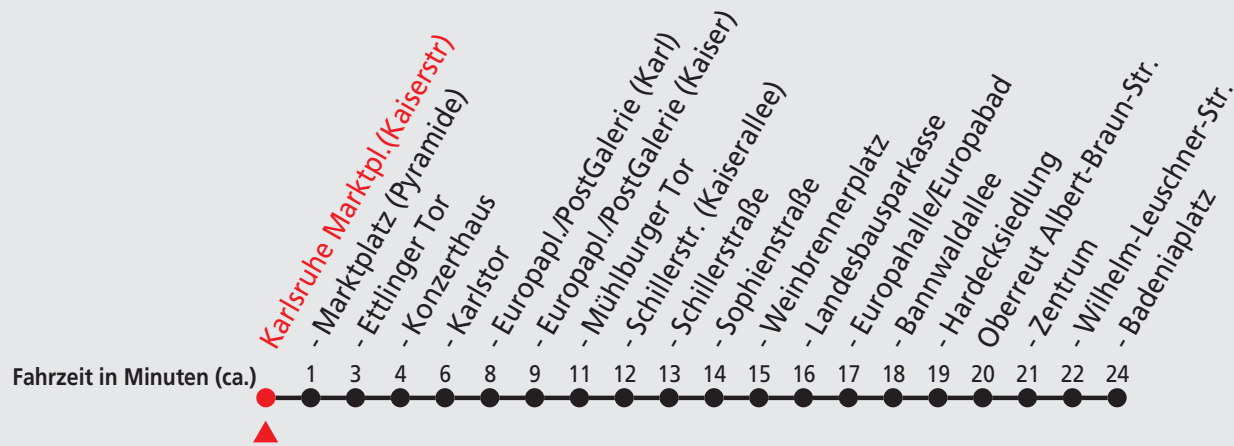 Karlsruhe Marktpl.(Kaiserstr)
- Marktplatz (Pyramide)
- Ettlinger Tor
- Konzerthaus
- Karlstor
- Europapl./PostGalerie (Karl)
- Europapl./PostGalerie (Kaiser)
- Mühlburger Tor
- Schillerstr. (Kaiserallee)
- Schillerstraße
- Sophienstraße
- Weinbrennerplatz
- Landesbausparkasse
- Europahalle/Europabad
- Bannwaldallee
- Hardecksiedlung
Oberreut Albert-Braun-Str.
- Zentrum
- Wilhelm-Leuschner-Str.
- Badeniaplatz
Fahrzeit in Minuten (ca.) 1 3 4 6 8 9 11 12 13 14 15 16 17 18 19 20 21 22 24